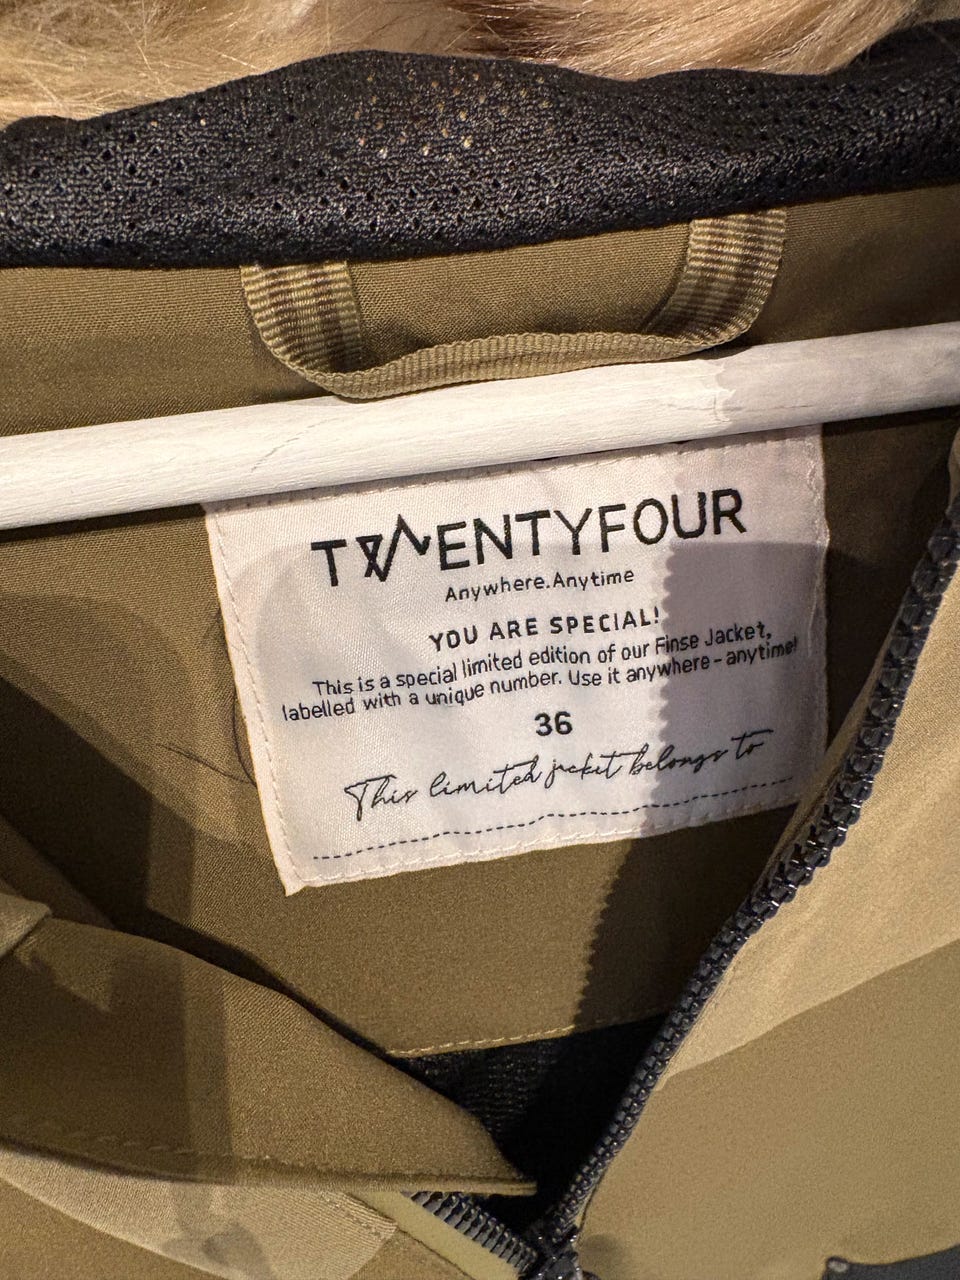 TWENTYFOUR
Anywhere.Anytime
YOU ARE SPECIAL!
This is a special limited edition of our Finse Jacket,
labelled with a unique number. Use it anywhere - anytime!
36
This limited jacket belongs to